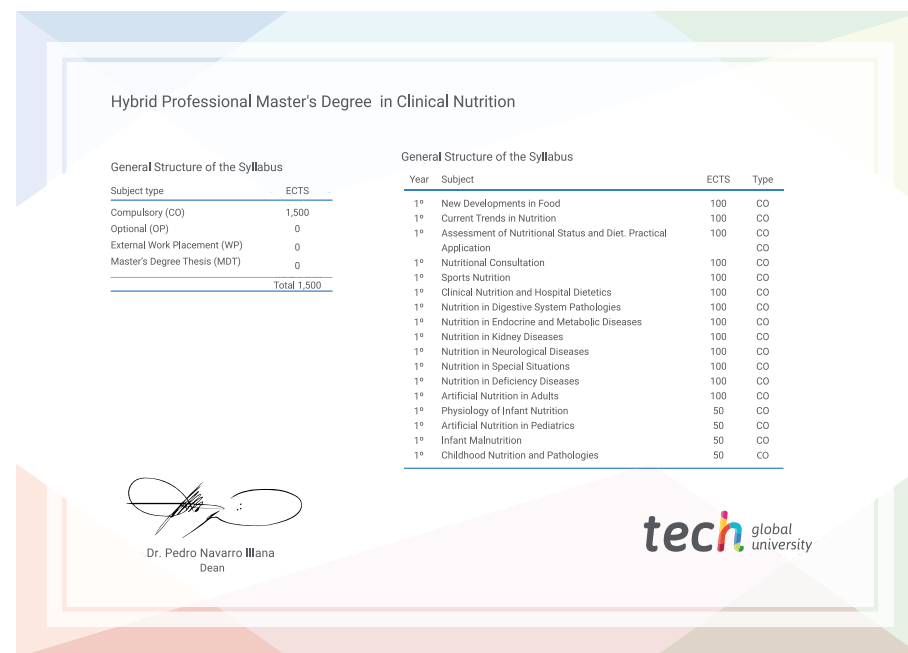 Hybrid Professional Master's Degree in Clinical Nutrition
General Structure of the Syllabus
Subject type ECTS
Compulsory (CO) 1,500
Optional (OP) 0
External Work Placement (WP) 0
Master's Degree Thesis (MDT) 0
Total 1,500
General Structure of the Syllabus
Year Subject ECTS Type
1º New Developments in Food 100 CO
1º Current Trends in Nutrition 100 CO
1º Assessment of Nutritional Status and Diet. Practical 100 CO
Application CO
1º Nutritional Consultation 100 CO
1º Sports Nutrition 100 CO
1º Clinical Nutrition and Hospital Dietetics 100 CO
1º Nutrition in Digestive System Pathologies 100 CO
1º Nutrition in Endocrine and Metabolic Diseases 100 CO
1º Nutrition in Kidney Diseases 100 CO
1º Nutrition in Neurological Diseases 100 CO
1º Nutrition in Special Situations 100 CO
1º Nutrition in Deficiency Diseases 100 CO
1º Artificial Nutrition in Adults 100 CO
1º Physiology of Infant Nutrition 50 CO
1º Artificial Nutrition in Pediatrics 50 CO
1º Infant Malnutrition 50 CO
1º Childhood Nutrition and Pathologies 50 CO
Dr. Pedro Navarro Illana
Dean
tech global
university